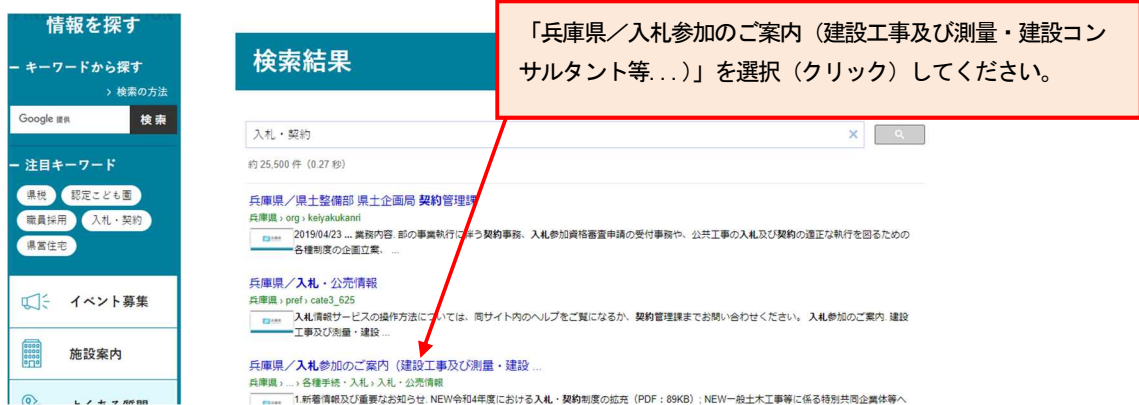 情報を探す
キーワードから探す
> 検索の方法
Google 提供 検索
注目キーワード
県税 認定こども園
職員採用 入札・契約
県営住宅
イベント募集
施設案内
よくある質問
「兵庫県／入札参加のご案内（建設工事及び測量・建設コン
サルタント等...)」を選択（クリック）してください。
検索結果
入札・契約
約 25,500 件 (0.27 秒)
兵庫県／県土整備部 県土企画局 契約管理課
兵庫県 › org › keiyakukanri
2019/04/23 ... 業務内容. 部の事業執行に伴う契約事務、入札参加資格審査申請の受付事務や、公共工事の入札及び契約の適正な執行を図るための
各種制度の企画立案、 ...
兵庫県／入札・公売情報
兵庫県 › pref › cate3_625
入札情報サービスの操作方法については、同サイト内のヘルプをご覧になるか、契約管理課までお問い合わせください。 入札参加のご案内. 建設
工事及び測量・建設 ...
兵庫県／入札参加のご案内（建設工事及び測量・建設 ...
兵庫県 › ... › 各種手続・入札 › 入札・公売情報
1.新着情報及び重要なお知らせ. NEW令和4年度における入札・契約制度の拡充（PDF：89KB）; NEW一般土木工事等に係る特別共同企業体等へ